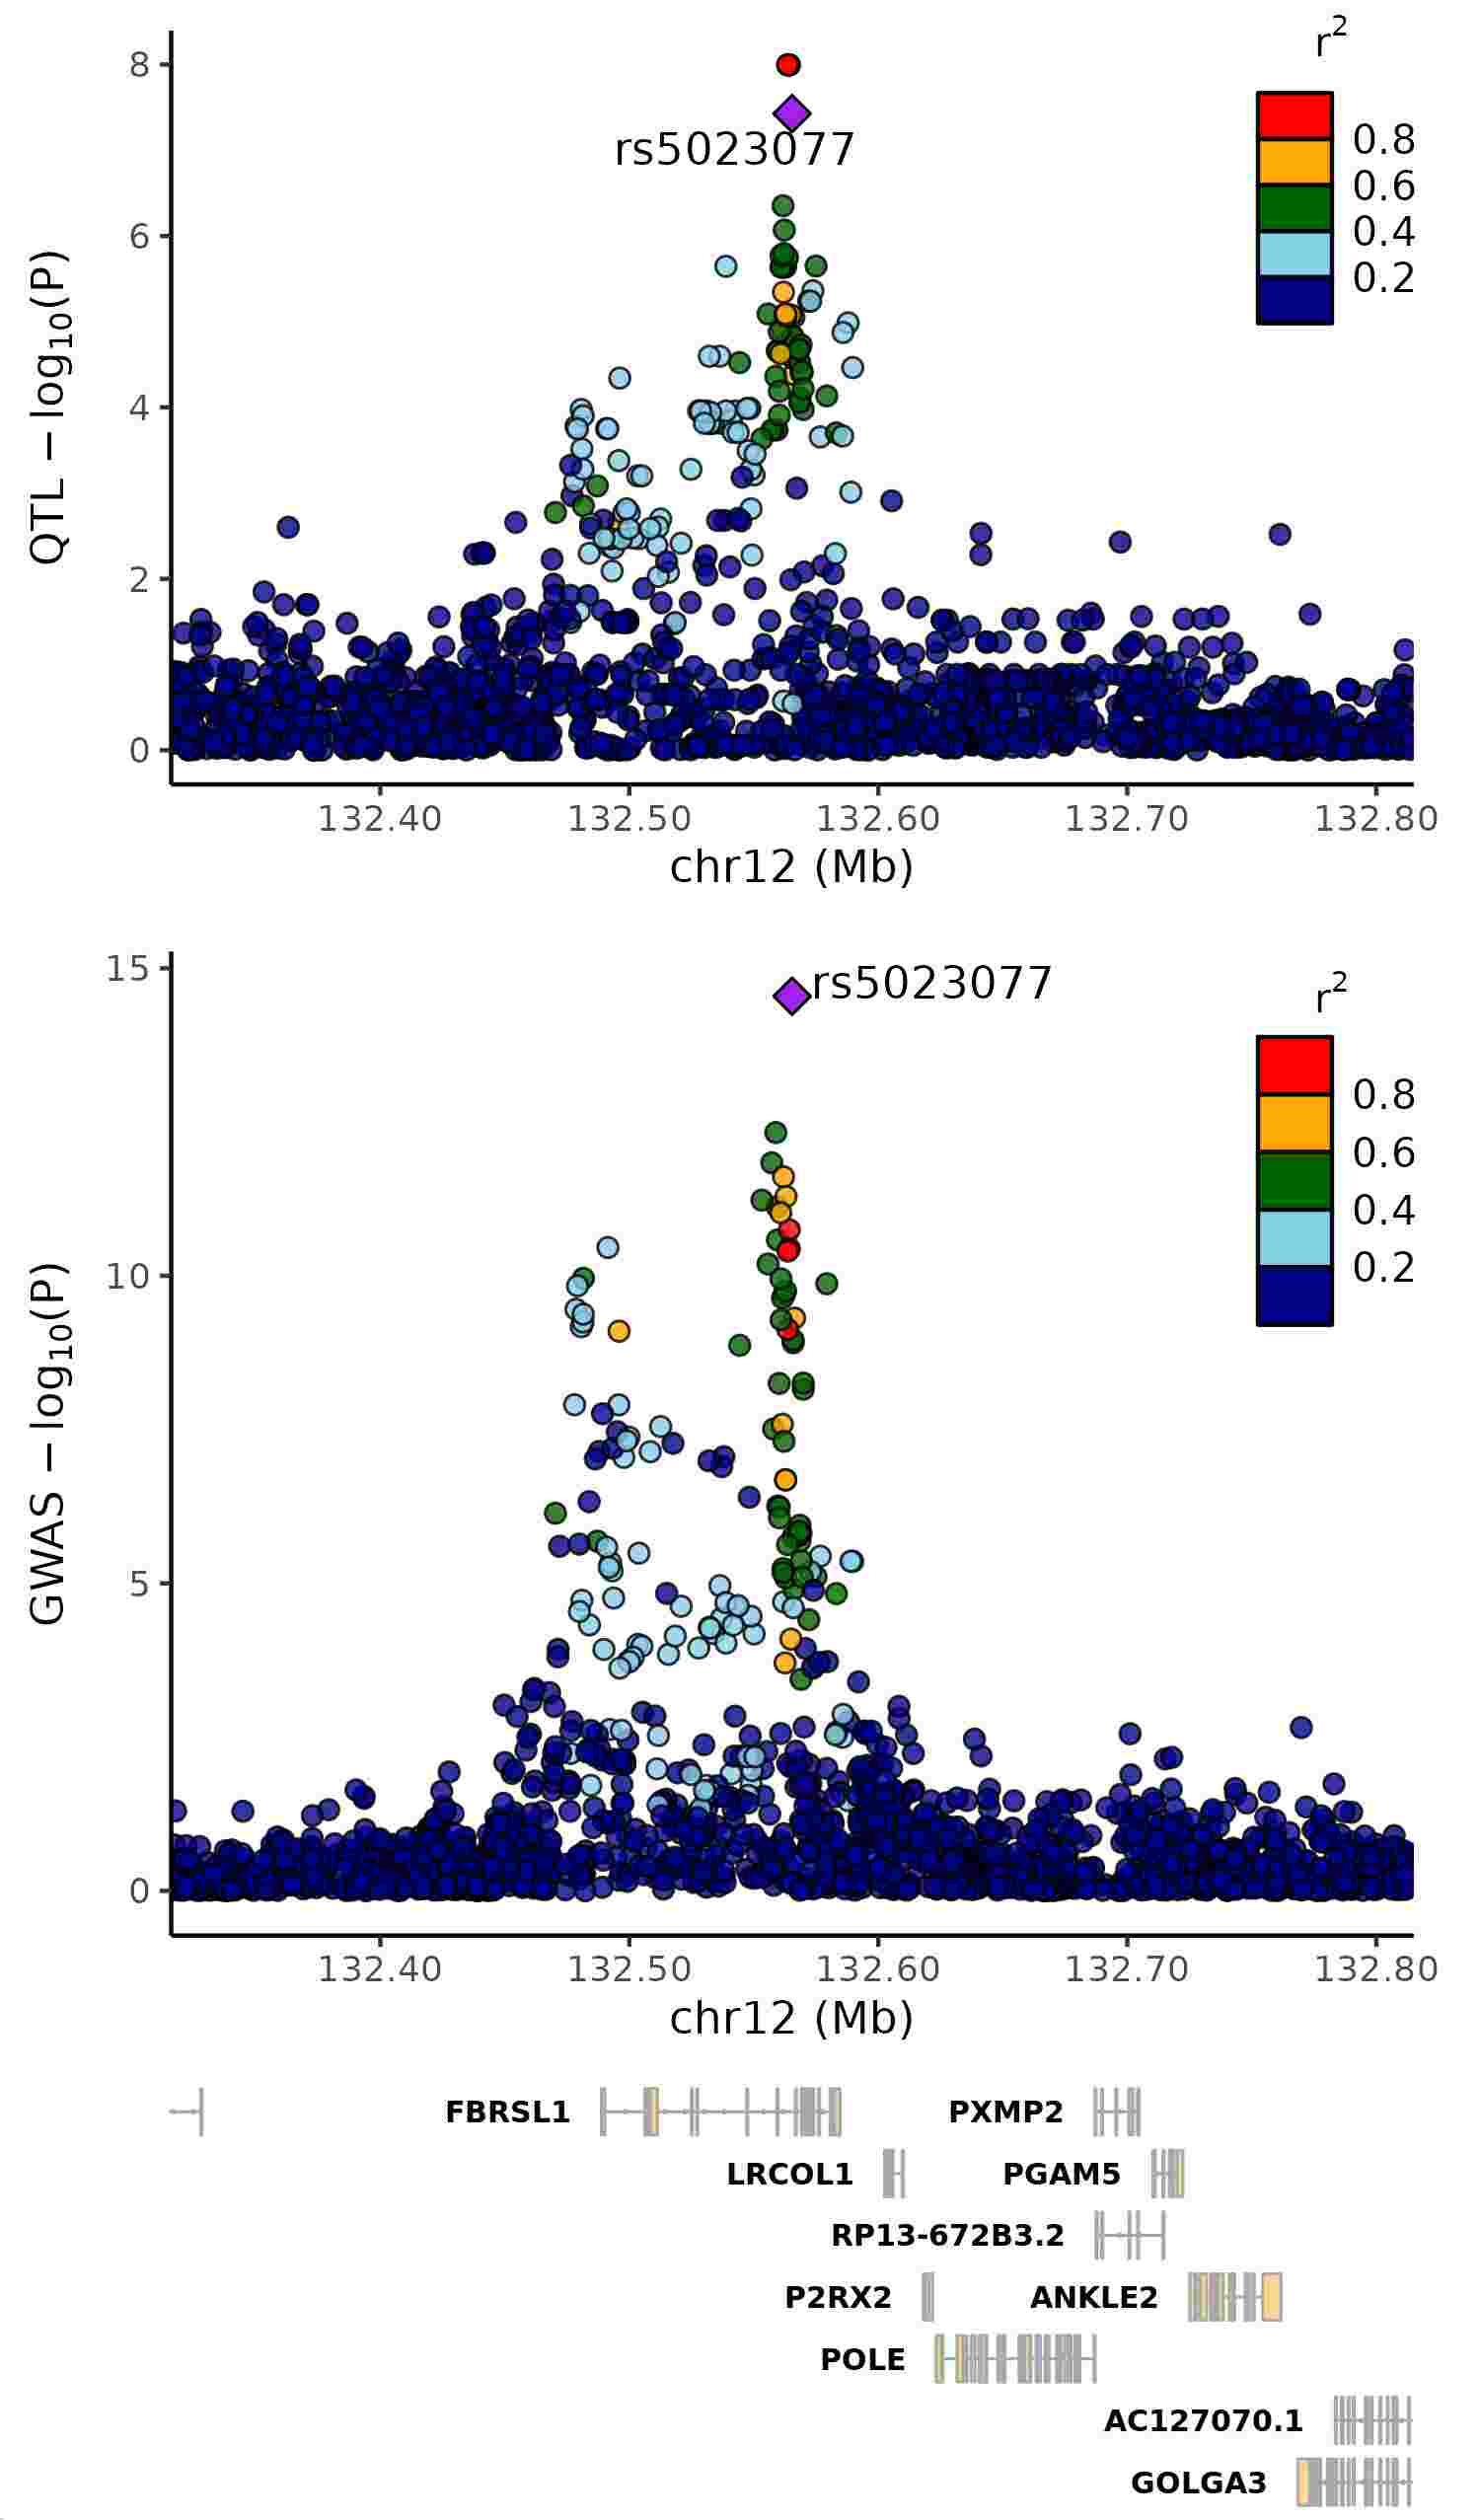 r²
8
6
4
2
0
QTL −log₁₀(P)
rs5023077
0.8
0.6
0.4
0.2
132.40 132.50 132.60 132.70 132.80
chr12 (Mb)
r²
15
10
5
0
GWAS −log₁₀(P)
rs5023077
0.8
0.6
0.4
0.2
132.40 132.50 132.60 132.70 132.80
chr12 (Mb)
FBRSL1 PXMP2
LRCOL1 PGAM5
RP13-672B3.2
P2RX2 ANKLE2
POLE
AC127070.1
GOLGA3